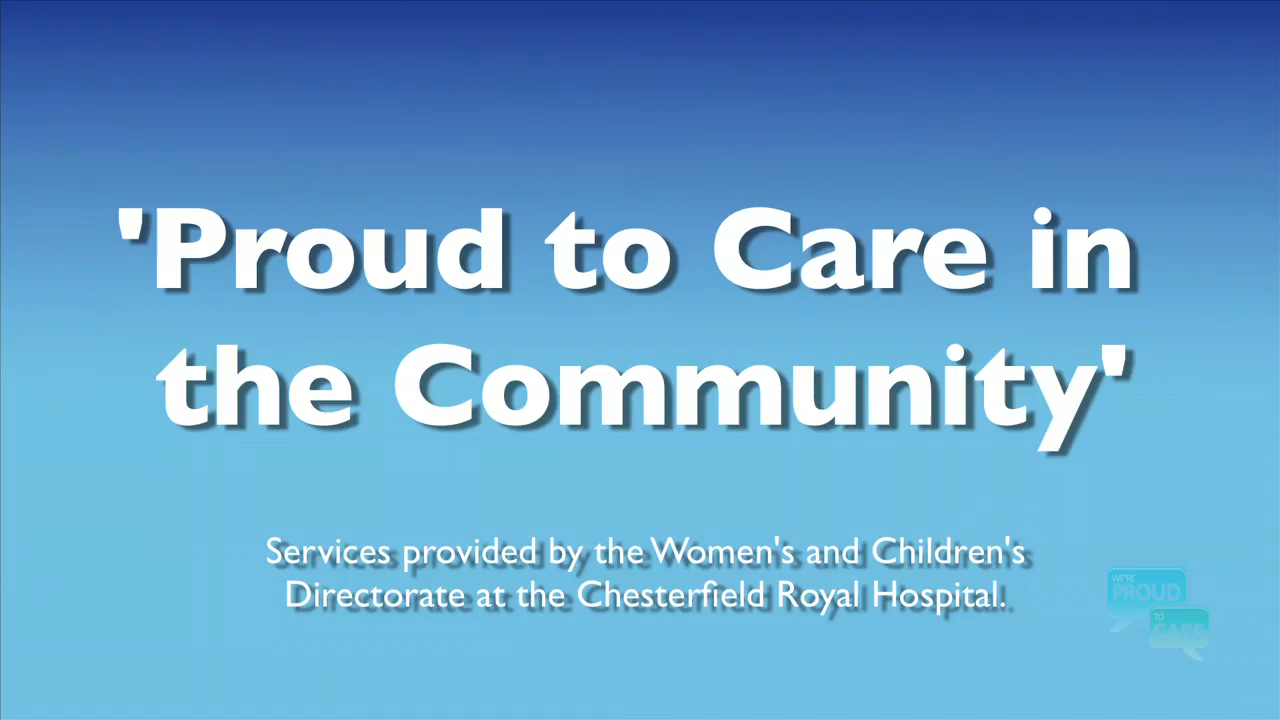 'Proud to Care in
the Community'
Services provided by the Women's and Children's
Directorate at the Chesterfield Royal Hospital.
WE'RE
PROUD
TO
CARE